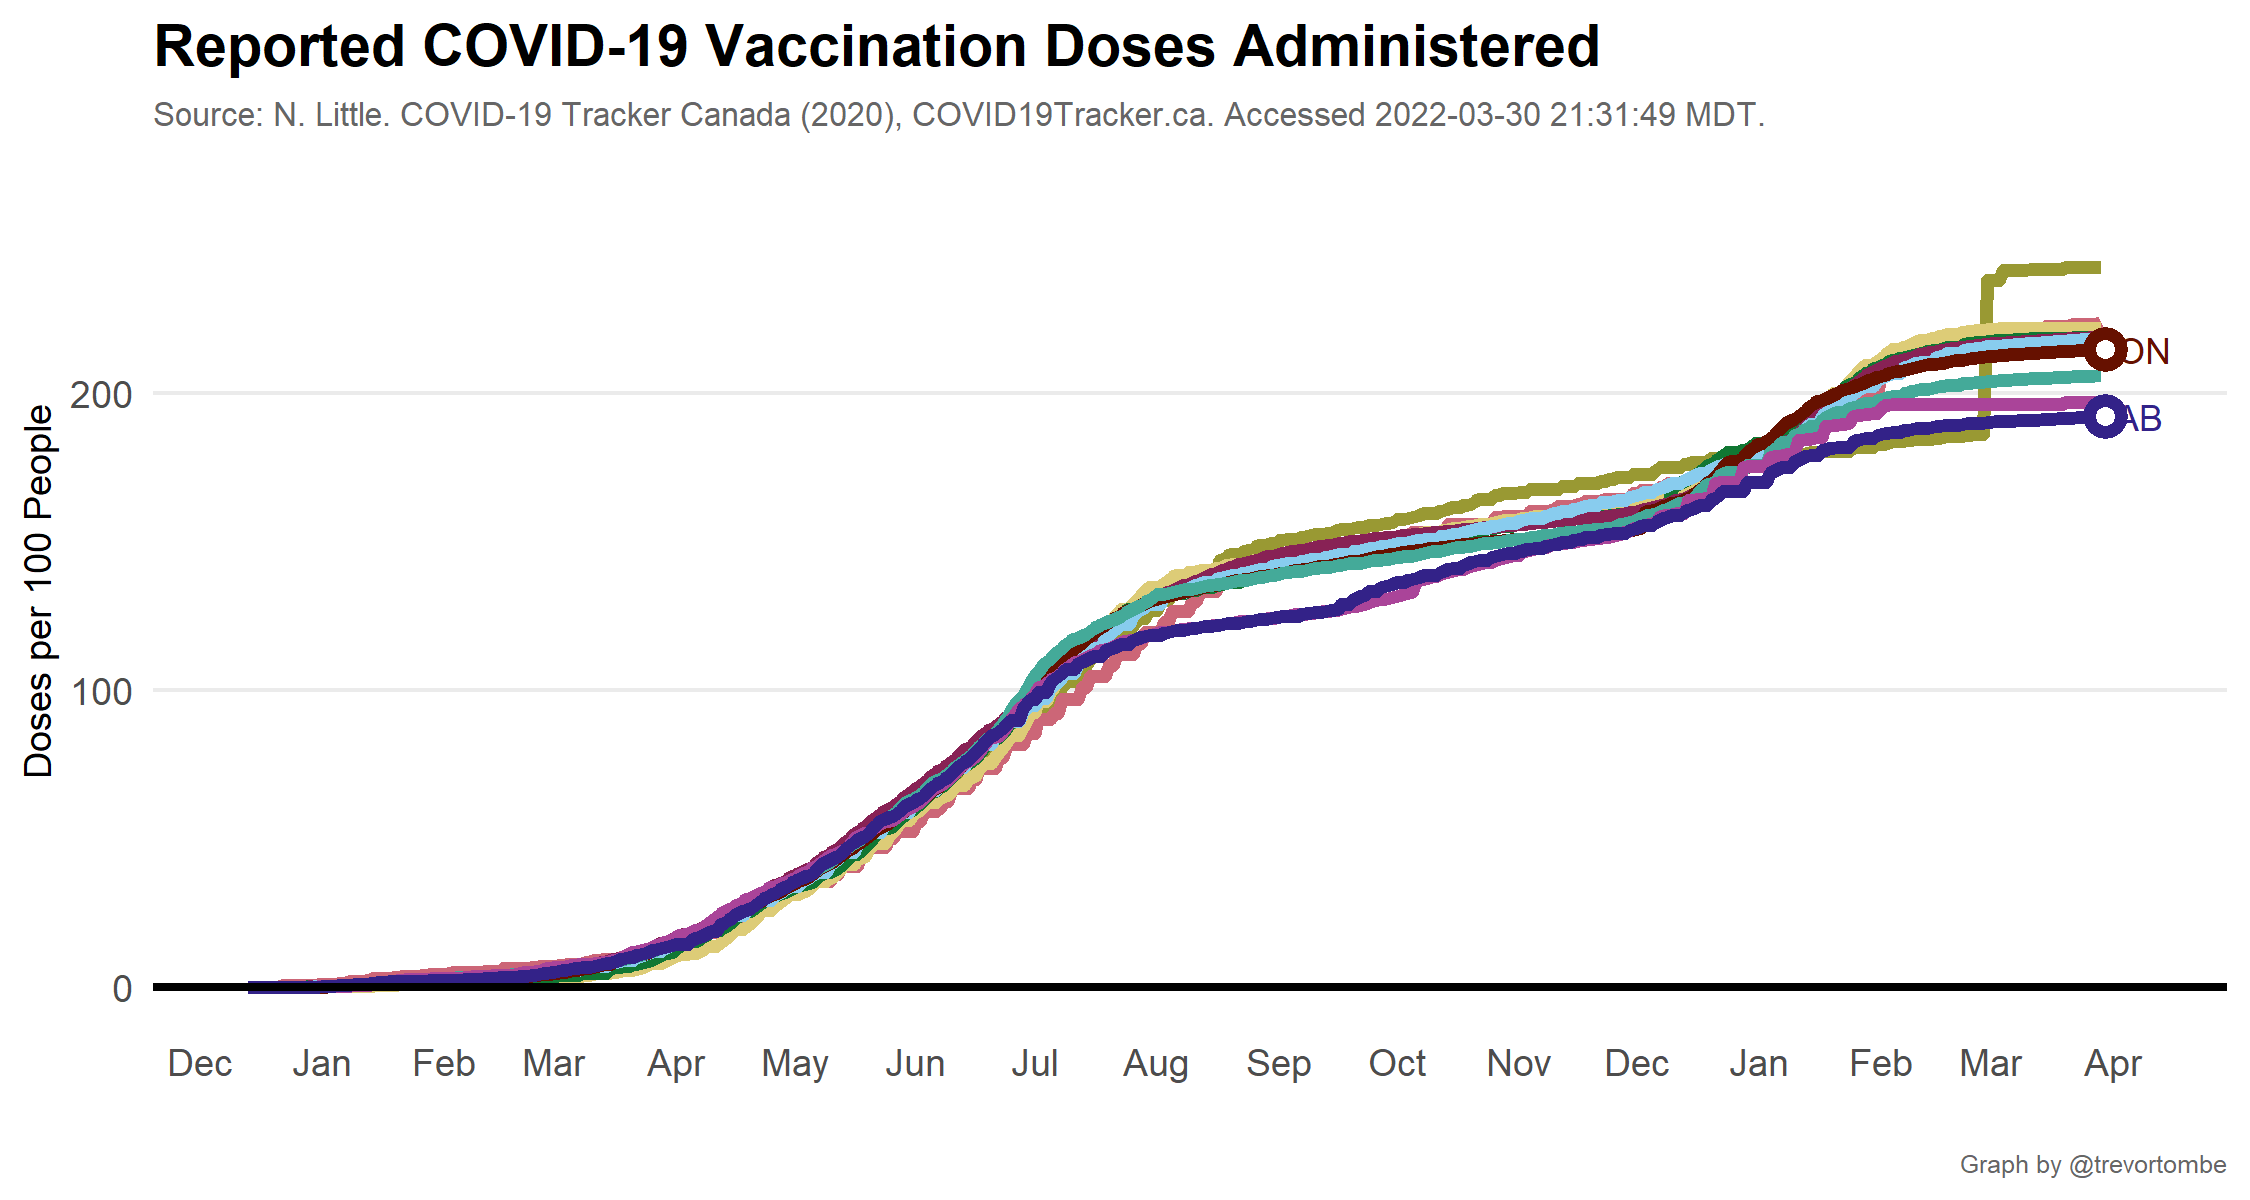 Reported COVID-19 Vaccination Doses Administered
Source: N. Little. COVID-19 Tracker Canada (2020), COVID19Tracker.ca. Accessed 2022-03-30 21:31:49 MDT.
Doses per 100 People
200
100
0
ON
AB
Dec Jan Feb Mar Apr May Jun Jul Aug Sep Oct Nov Dec Jan Feb Mar Apr
Graph by @trevortombe